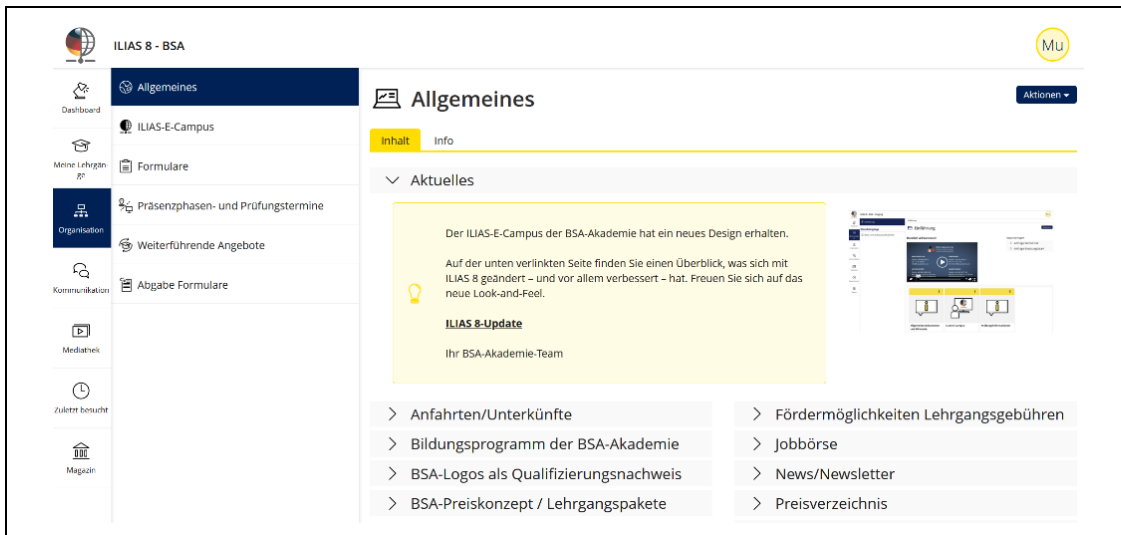 ILIAS 8 - BSA
Mu
Dashboard
Meine Lehrgän-
ge
Organisation
Kommunikation
Mediathek
Zuletzt besucht
Magazin
Allgemeines
ILIAS-E-Campus
Formulare
Präsenzphasen- und Prüfungstermine
Weiterführende Angebote
Abgabe Formulare
Allgemeines
Aktionen
Inhalt Info
Aktuelles
Der ILIAS-E-Campus der BSA-Akademie hat ein neues Design erhalten.
Auf der unten verlinkten Seite finden Sie einen Überblick, was sich mit
ILIAS 8 geändert – und vor allem verbessert – hat. Freuen Sie sich auf das
neue Look-and-Feel.
ILIAS 8-Update
Ihr BSA-Akademie-Team
Einführung
Anfahrten/Unterkünfte
Bildungsprogramm der BSA-Akademie
BSA-Logos als Qualifizierungsnachweis
BSA-Preiskonzept / Lehrgangspakete
Fördermöglichkeiten Lehrgangsgebühren
Jobbörse
News/Newsletter
Preisverzeichnis